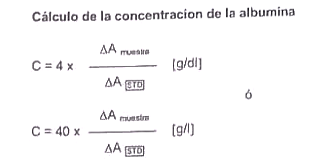 Cálculo de la concentracion de la albumina
ΔA muestra
C = 4 x ———— [g/dl]
ΔA STD
ó
ΔA muestra
C = 40 x ———— [g/l]
ΔA STD